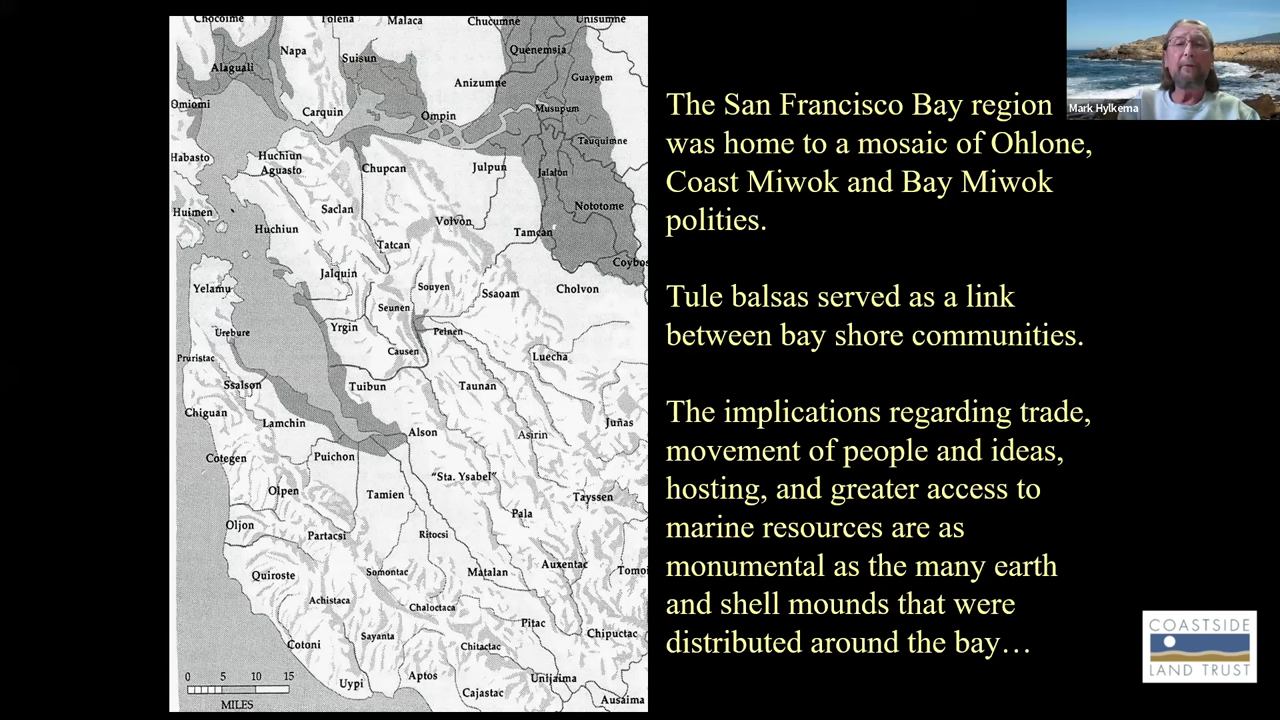 Chocoime
Tolena
Malaca
Chucumne
Unisumne
Napa
Suisun
Quenemsia
Alaguali
Anizumne
Guaypem
Omiomi
Carquin
Ompin
Musupum
Tauquimne
Habasto
Huchiun
Aguasto
Chupcan
Julpun
Jalalon
Huimen
Saclan
Volvon
Nototome
Huchiun
Tatcan
Tamcan
Coybos
Jalquin
Yelamu
Souyen
Ssaoam
Cholvon
Seunen
Urebure
Yrgin
Pelnen
Pruristac
Causen
Luecha
Ssalson
Tuibun
Taunan
Chiguan
Lamchin
Alson
Asirin
Juñas
Cotegen
Puichon
"Sta. Ysabel"
Olpen
Tamien
Tayssen
Pala
Oljon
Partacsi
Ritocsi
Auxentac
Quiroste
Somontac
Matalan
Tomoi
Achistaca
Chaloctaca
Pitac
Chipuctac
Cotoni
Sayanta
Chitactac
Uypi
Aptos
Unijaima
Cajastac
Ausaima
0 5 10 15
MILES
The San Francisco Bay region
was home to a mosaic of Ohlone,
Coast Miwok and Bay Miwok
polities.
Tule balsas served as a link
between bay shore communities.
The implications regarding trade,
movement of people and ideas,
hosting, and greater access to
marine resources are as
monumental as the many earth
and shell mounds that were
distributed around the bay…
Mark Hylkema
COASTSIDE
LAND TRUST